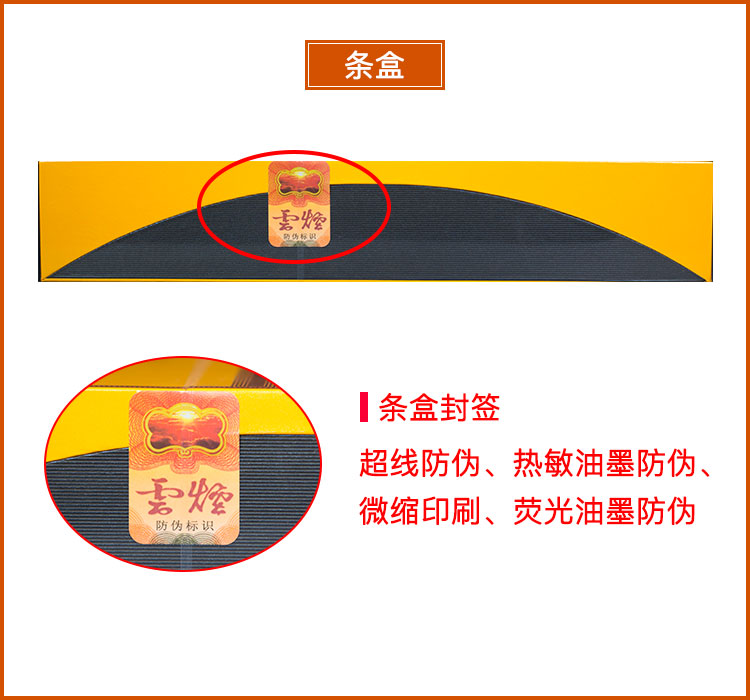 条盒
雲煙
防伪标识
雲煙
防伪标识
条盒封签
超线防伪、热敏油墨防伪、
微缩印刷、荧光油墨防伪